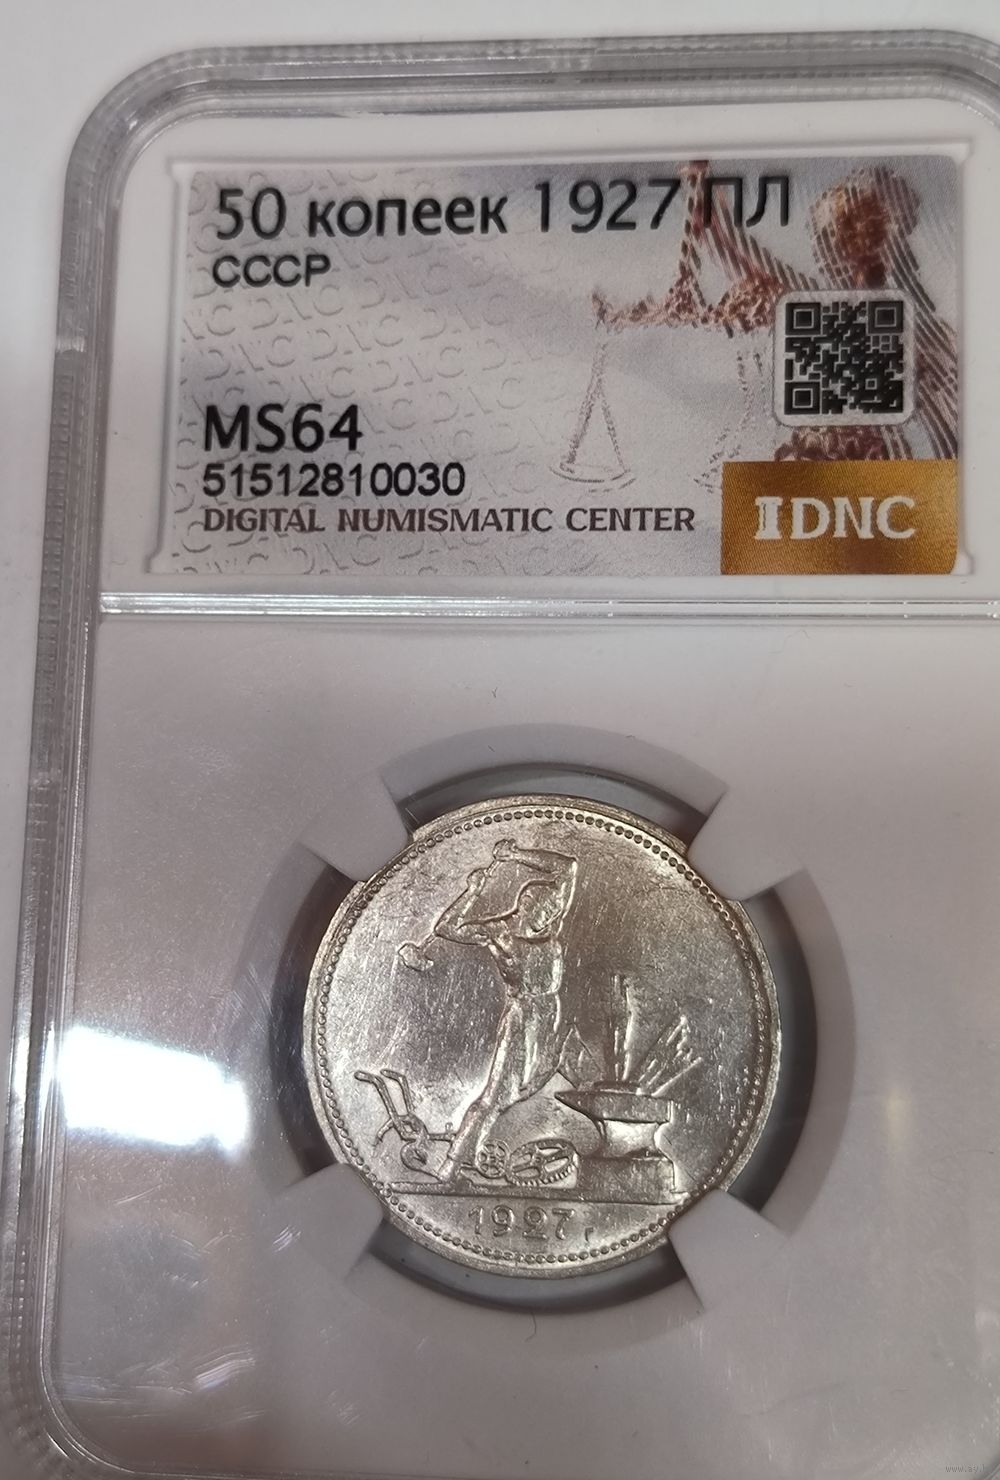 50 копеек 1927 ПЛ
СССР
MS64
51512810030
DIGITAL NUMISMATIC CENTER
DNC
1927 г